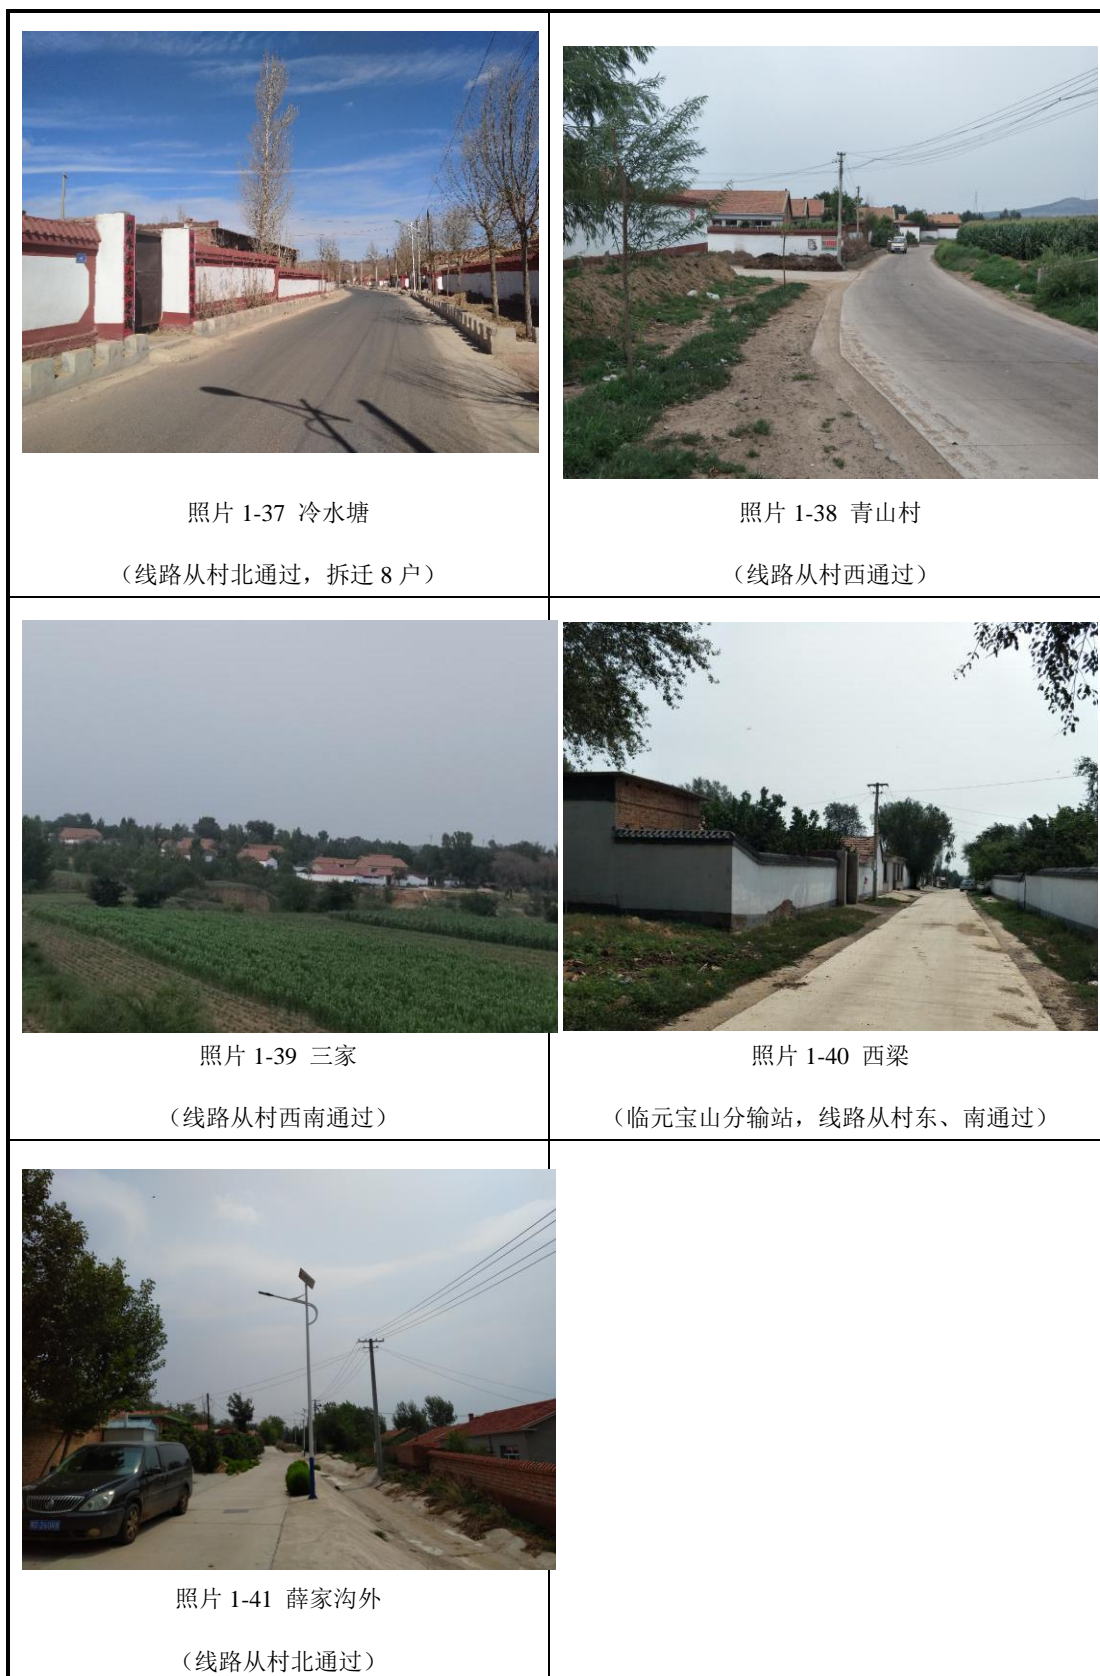 照片 1-37 冷水塘
（线路从村北通过，拆迁 8 户）
照片 1-38 青山村
（线路从村西通过）
照片 1-39 三家
（线路从村西南通过）
照片 1-40 西梁
（临元宝山分输站，线路从村东、南通过）
照片 1-41 薛家沟外
（线路从村北通过）